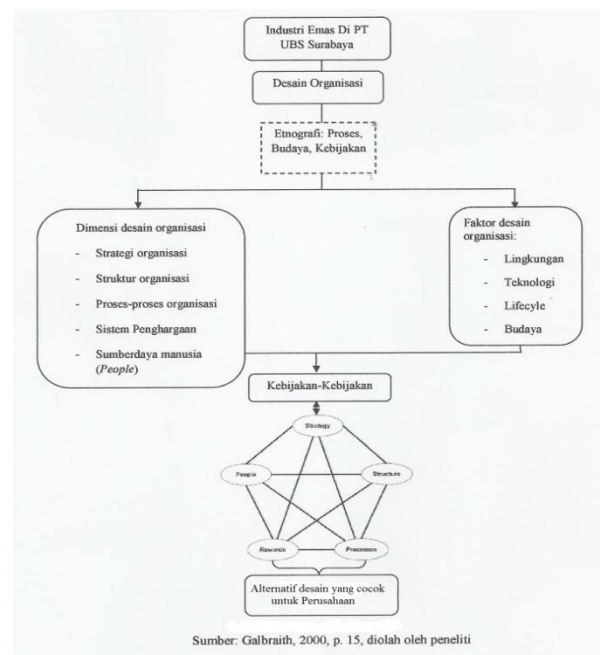 Industri Emas Di PT
UBS Surabaya
Desain Organisasi
Etnografi: Proses,
Budaya, Kebijakan
Dimensi desain organisasi
- Strategi organisasi
- Struktur organisasi
- Proses-proses organisasi
- Sistem Penghargaan
- Sumberdaya manusia
(People)
Faktor desain
organisasi:
- Lingkungan
- Teknologi
- Lifecyle
- Budaya
Kebijakan-Kebijakan
Strategy
People
Structure
Rewards
Processes
Alternatif desain yang cocok
untuk Perusahaan
Sumber: Galbraith, 2000, p. 15, diolah oleh peneliti